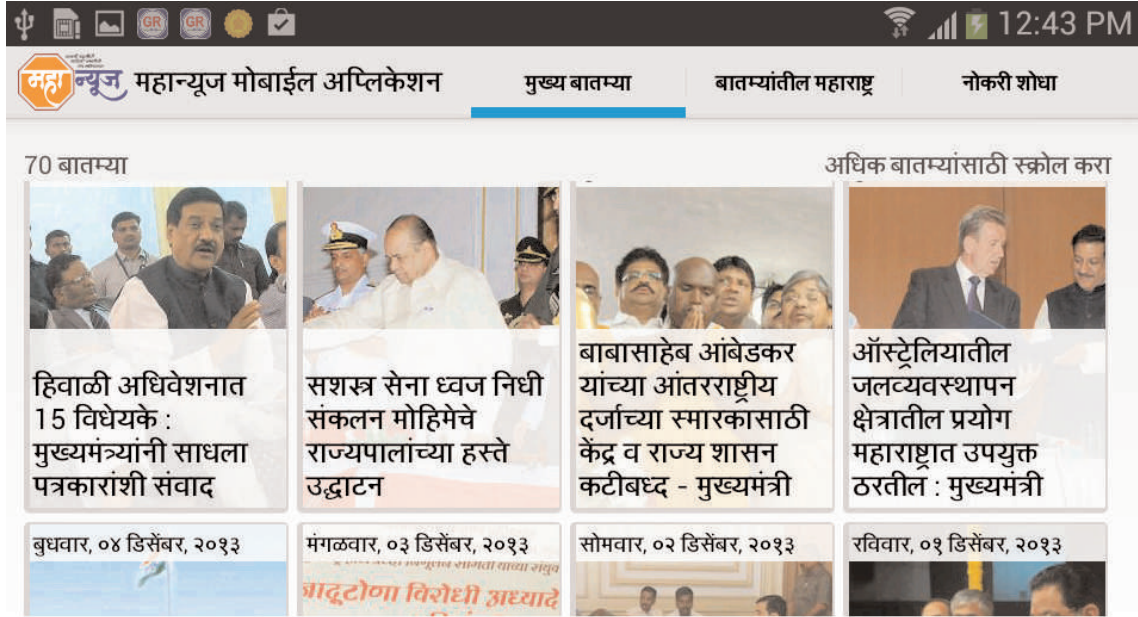 GR GR 12:43 PM
महा न्यूज महान्यूज मोबाईल अप्लिकेशन मुख्य बातम्या बातम्यांतील महाराष्ट्र नोकरी शोधा
70 बातम्या अधिक बातम्यांसाठी स्क्रोल करा
हिवाळी अधिवेशनात
15 विधेयके :
मुख्यमंत्र्यांनी साधला
पत्रकारांशी संवाद
सशस्त्र सेना ध्वज निधी
संकलन मोहिमेचे
राज्यपालांच्या हस्ते
उद्घाटन
बाबासाहेब आंबेडकर
यांच्या आंतरराष्ट्रीय
दर्जाच्या स्मारकासाठी
केंद्र व राज्य शासन
कटीबध्द - मुख्यमंत्री
ऑस्ट्रेलियातील
जलव्यवस्थापन
क्षेत्रातील प्रयोग
महाराष्ट्रात उपयुक्त
ठरतील : मुख्यमंत्री
बुधवार, ०४ डिसेंबर, २०१३
मंगळवार, ०३ डिसेंबर, २०१३
जादूटोणा विरोधी अध्यादे
सोमवार, ०२ डिसेंबर, २०१३
रविवार, ०१ डिसेंबर, २०१३